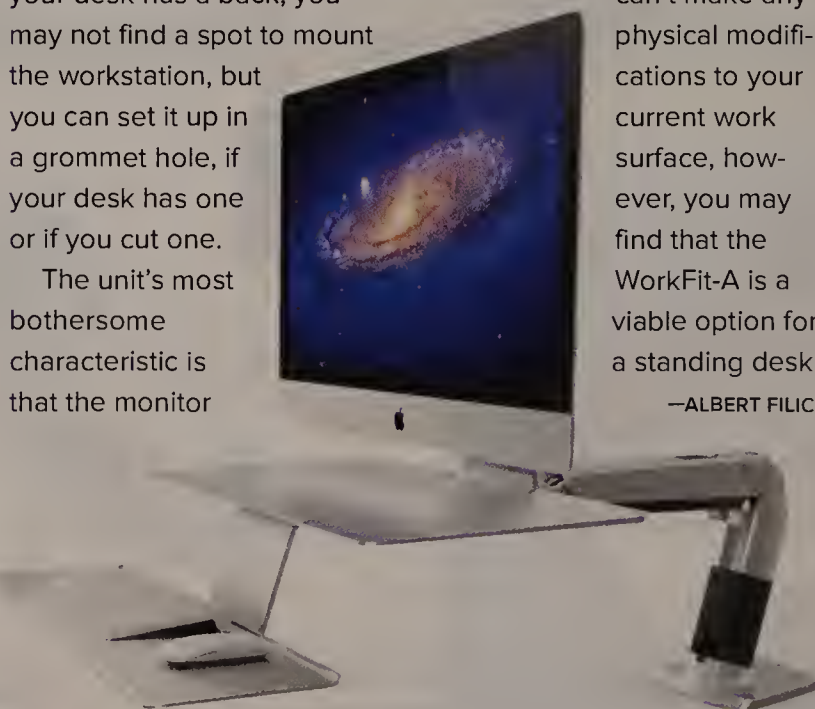 your desk has a back, you
may not find a spot to mount
the workstation, but
you can set it up in
a grommet hole, if
your desk has one
or if you cut one.
The unit's most
bothersome
characteristic is
that the monitor
can't make any
physical modifi-
cations to your
current work
surface, how-
ever, you may
find that the
WorkFit-A is a
viable option for
a standing desk
—ALBERT FILIC